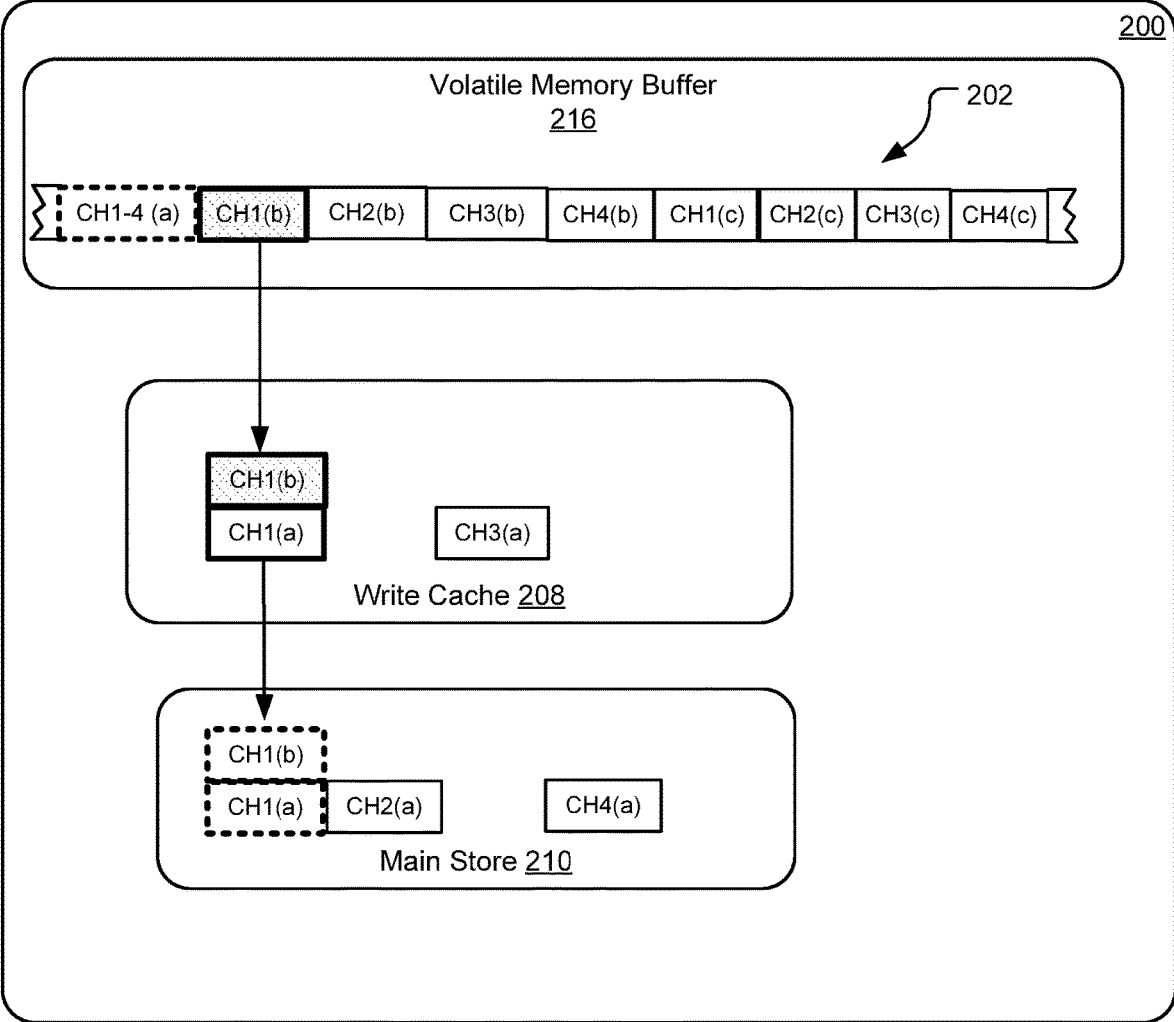 200
Volatile Memory Buffer
216
202
CH1-4 (a) CH1(b) CH2(b) CH3(b) CH4(b) CH1(c) CH2(c) CH3(c) CH4(c)
CH1(b)
CH1(a) CH3(a)
Write Cache 208
CH1(b)
CH1(a) CH2(a) CH4(a)
Main Store 210